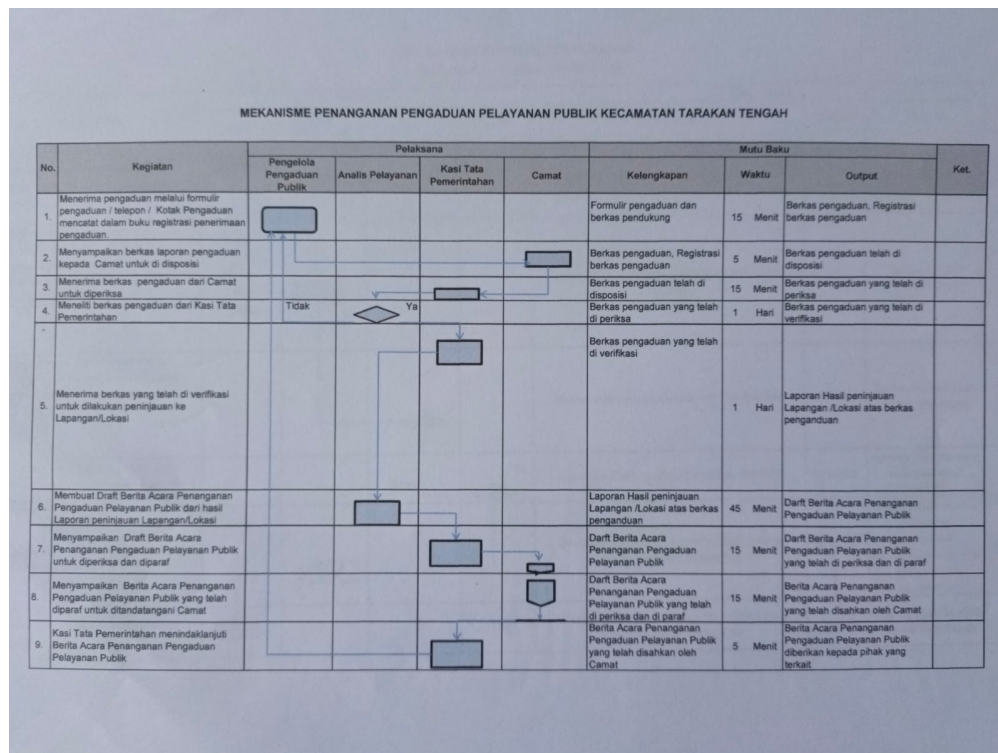 MEKANISME PENANGANAN PENGADUAN PELAYANAN PUBLIK KECAMATAN TARAKAN TENGAH
No.
Kegiatan
Pelaksana
Mutu Baku
Ket.
Pengelola
Pengaduan
Publik
Analis Pelayanan
Kasi Tata
Pemerintahan
Camat
Kelengkapan
Waktu
Output
1.
Menerima pengaduan melalui formulir
pengaduan / telepon / Kotak Pengaduan
mencatat dalam buku registrasi penerimaan
pengaduan.
Formulir pengaduan dan
berkas pendukung
15 Menit
Berkas pengaduan, Registrasi
berkas pengaduan
2.
Menyampaikan berkas laporan pengaduan
kepada Camat untuk di disposisi
Berkas pengaduan, Registrasi
berkas pengaduan
5 Menit
Berkas pengaduan telah di
disposisi
3.
Menerima berkas pengaduan dari Camat
untuk diperiksa
Berkas pengaduan telah di
disposisi
15 Menit
Berkas pengaduan yang telah di
periksa
4.
Meneliti berkas pengaduan dari Kasi Tata
Pemerintahan
Tidak
Ya
Berkas pengaduan yang telah
di periksa
1 Hari
Berkas pengaduan yang telah di
verifikasi
5.
Menerima berkas yang telah di verifikasi
untuk dilakukan peninjauan ke
Lapangan/Lokasi
Berkas pengaduan yang telah
di verifikasi
1 Hari
Laporan Hasil peninjauan
Lapangan /Lokasi atas berkas
penganduan
6.
Membuat Draft Berita Acara Penanganan
Pengaduan Pelayanan Publik dari hasil
Laporan peninjauan Lapangan/Lokasi
Laporan Hasil peninjauan
Lapangan /Lokasi atas berkas
penganduan
45 Menit
Darft Berita Acara Penanganan
Pengaduan Pelayanan Publik
7.
Menyampaikan Draft Berita Acara
Penanganan Pengaduan Pelayanan Publik
untuk diperiksa dan diparaf
Darft Berita Acara
Penanganan Pengaduan
Pelayanan Publik
15 Menit
Darft Berita Acara Penanganan
Pengaduan Pelayanan Publik
yang telah di periksa dan di paraf
8.
Menyampaikan Berita Acara Penanganan
Pengaduan Pelayanan Publik yang telah
diparaf untuk ditandatangani Camat
Darft Berita Acara
Penanganan Pengaduan
Pelayanan Publik yang telah
di periksa dan di paraf
15 Menit
Berita Acara Penanganan
Pengaduan Pelayanan Publik
yang telah disahkan oleh Camat
9.
Kasi Tata Pemerintahan menindaklanjuti
Berita Acara Penanganan Pengaduan
Pelayanan Publik
Berita Acara Penanganan
Pengaduan Pelayanan Publik
yang telah disahkan oleh
Camat
5 Menit
Berita Acara Penanganan
Pengaduan Pelayanan Publik
diberikan kepada pihak yang
terkait